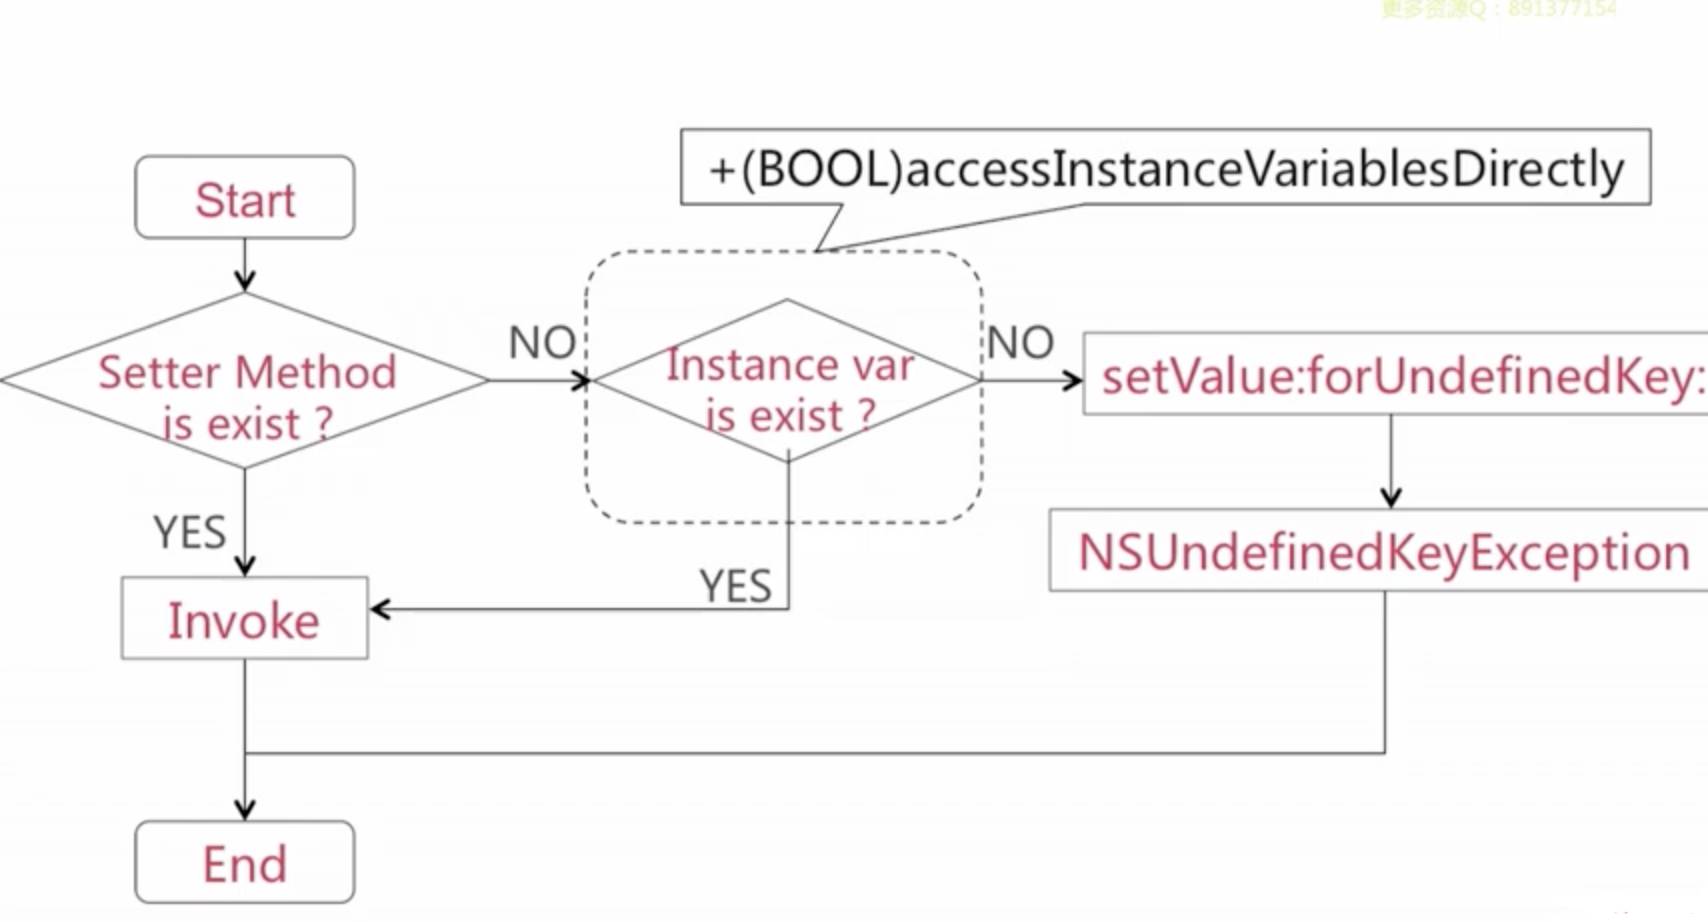 更多资源Q：891377154
+(BOOL)accessInstanceVariablesDirectly
Start
NO
NO
Setter Method
is exist ?
Instance var
is exist ?
setValue:forUndefinedKey:
YES
NSUndefinedKeyException
YES
Invoke
End